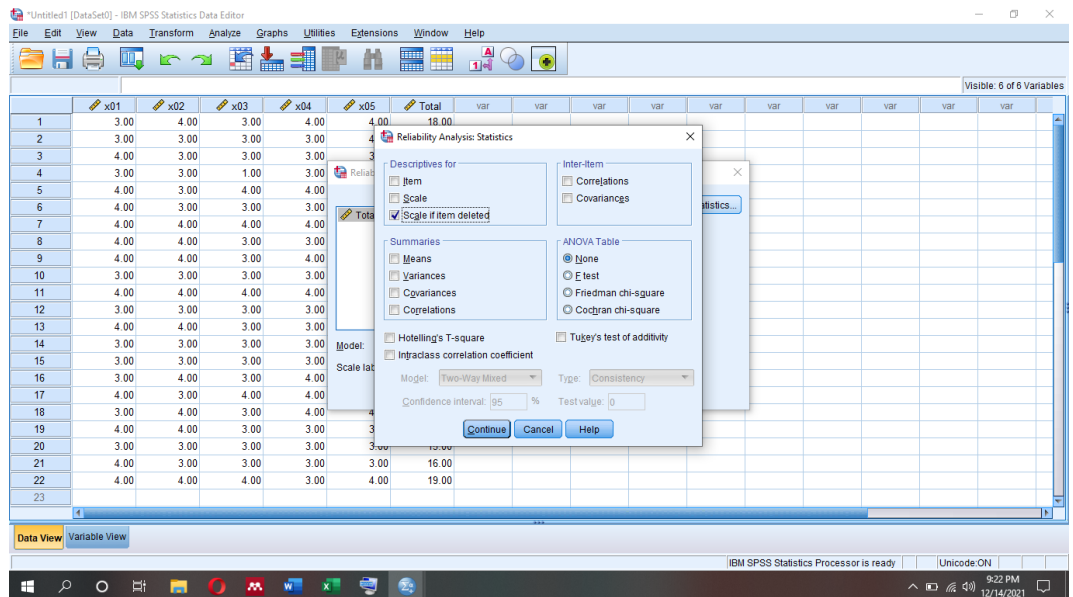 *Untitled1 [DataSet0] - IBM SPSS Statistics Data Editor
File Edit View Data Transform Analyze Graphs Utilities Extensions Window Help
Visible: 6 of 6 Variables
x01 x02 x03 x04 x05 Total var var var var var var var var var var
1 3.00 4.00 3.00 4.00 4.00 18.00
2 3.00 3.00 3.00 3.00 4
3 4.00 3.00 3.00 3.00 3
4 3.00 3.00 1.00 3.00
5 4.00 3.00 4.00 4.00
6 4.00 3.00 3.00 3.00
7 4.00 4.00 4.00 4.00
8 4.00 4.00 3.00 3.00
9 4.00 4.00 4.00 4.00
10 3.00 3.00 3.00 3.00
11 4.00 4.00 4.00 4.00
12 3.00 3.00 3.00 3.00
13 4.00 4.00 3.00 3.00
14 3.00 3.00 3.00 3.00
15 3.00 3.00 3.00 3.00
16 3.00 4.00 3.00 4.00
17 4.00 3.00 4.00 4.00
18 3.00 4.00 3.00 4.00 4
19 4.00 4.00 4.00 3.00 3
20 3.00 3.00 3.00 3.00 3.00 15.00
21 4.00 3.00 3.00 3.00 3.00 16.00
22 4.00 4.00 4.00 3.00 4.00 19.00
23
Reliab
Tota
atistics...
Model:
Scale lab
Reliability Analysis: Statistics
Descriptives for
Item
Scale
Scale if item deleted
Inter-Item
Correlations
Covariances
Summaries
Means
Variances
Covariances
Correlations
ANOVA Table
None
F test
Friedman chi-square
Cochran chi-square
Hotelling's T-square
Tukey's test of additivity
Intraclass correlation coefficient
Model: Two-Way Mixed Type: Consistency
Confidence interval: 95 % Test value: 0
Continue Cancel Help
Data View Variable View
IBM SPSS Statistics Processor is ready Unicode:ON
9:22 PM
12/14/2021